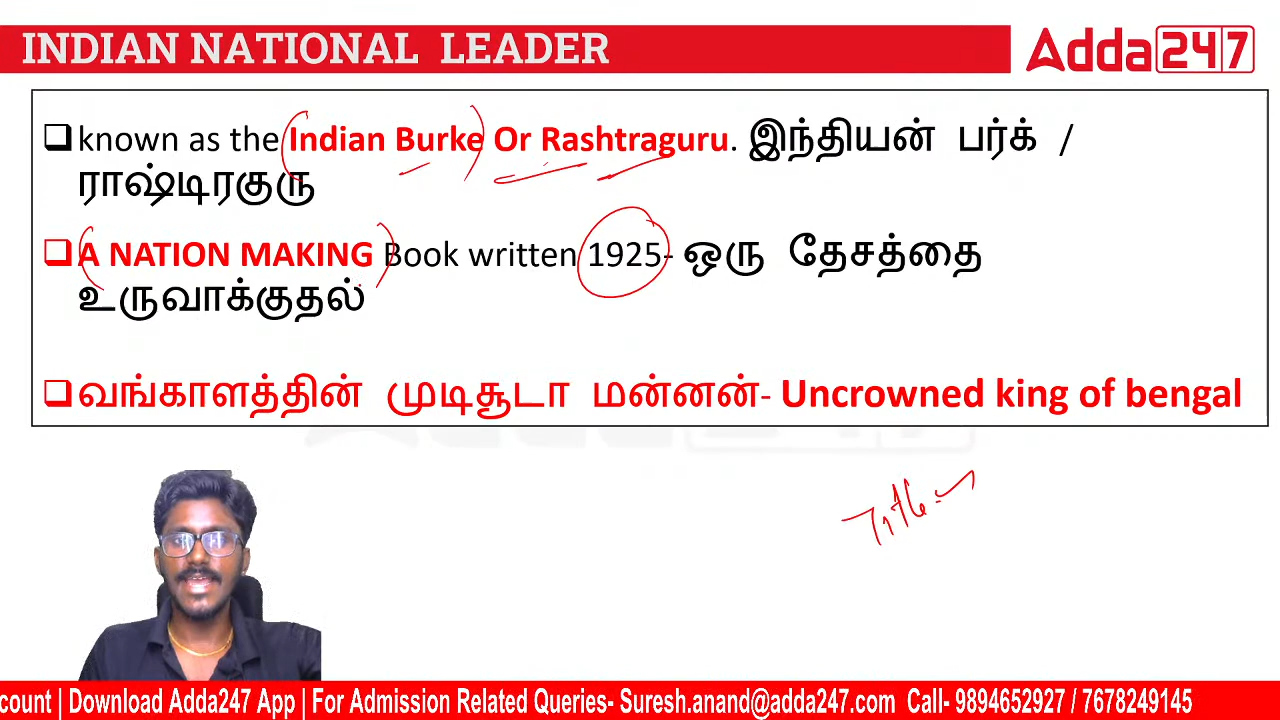 INDIAN NATIONAL LEADER
Adda247
❑known as the Indian Burke Or Rashtraguru. இந்தியன் பர்க் /
ராஷ்டிரகுரு
❑A NATION MAKING Book written 1925- ஒரு தேசத்தை
உருவாக்குதல்
❑வங்காளத்தின் முடிசூடா மன்னன்- Uncrowned king of bengal
Title
count | Download Adda247 App | For Admission Related Queries- Suresh.anand@adda247.com Call- 9894652927 / 7678249145